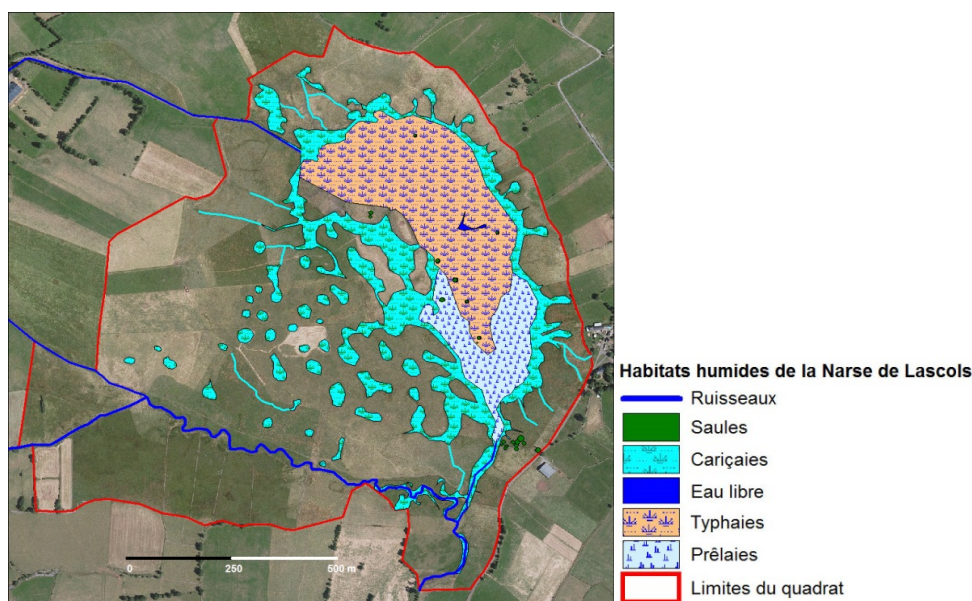 Habitats humides de la Narse de Lascols
Ruisseaux
Saules
Cariçaies
Eau libre
Typhaies
Prêlaies
Limites du quadrat
0 250 500 m